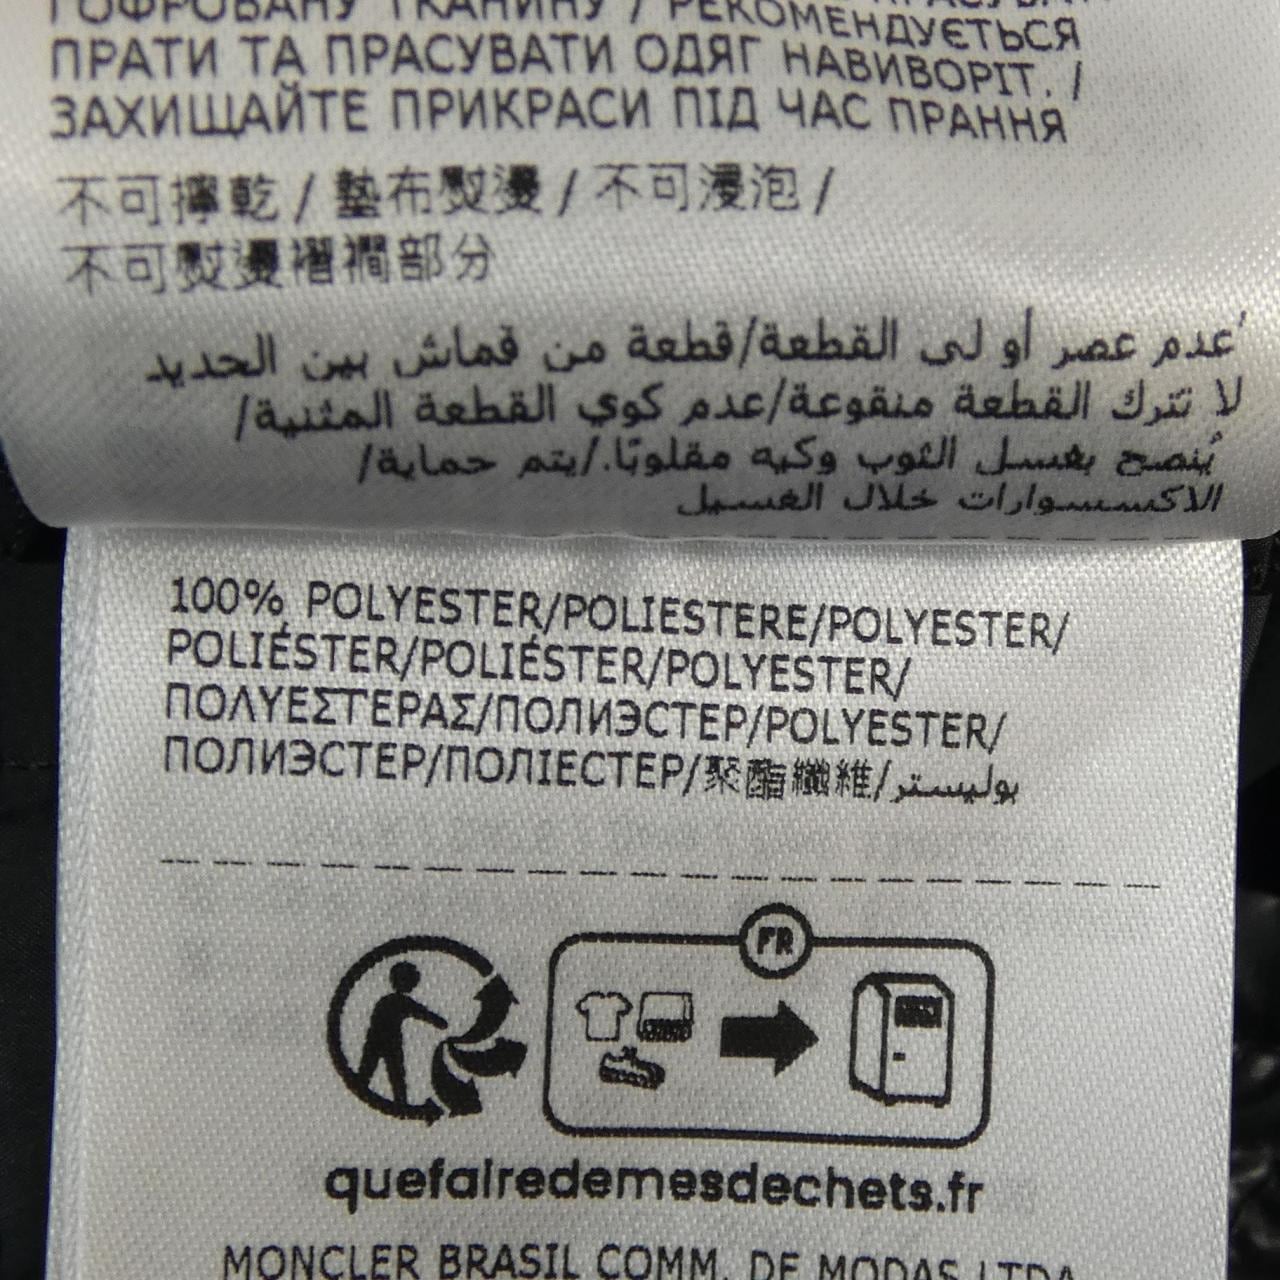 ГОФРОВАНУ ТКАНИНУ / РЕКОМЕНДУЄТЬСЯ
ПРАТИ ТА ПРАСУВАТИ ОДЯГ НАВИВОРІТ. /
ЗАХИЩАЙТЕ ПРИКРАСИ ПІД ЧАС ПРАННЯ
不可擰乾 / 墊布熨燙 / 不可浸泡 /
不可熨燙褶襇部分
عدم عصر أو لي القطعة/قطعة من قماش بين الحديد
لا تترك القطعة منقوعة/عدم كوي القطعة المثنية/
يُنصح بغسل الثوب وكيه مقلوبًا./يتم حماية/
الاكسسوارات خلال الغسيل
100% POLYESTER/POLIESTERE/POLYESTER/
POLIÉSTER/POLIÉSTER/POLYESTER/
ΠΟΛΥΕΣΤΕΡΑΣ/ПОЛИЭСТЕР/POLYESTER/
ПОЛИЭСТЕР/ПОЛІЕСТЕР/聚酯纖維/بوليستر
FR
quefairedemesdechets.fr
MONCLER BRASIL COMM. DE MODAS LTDA